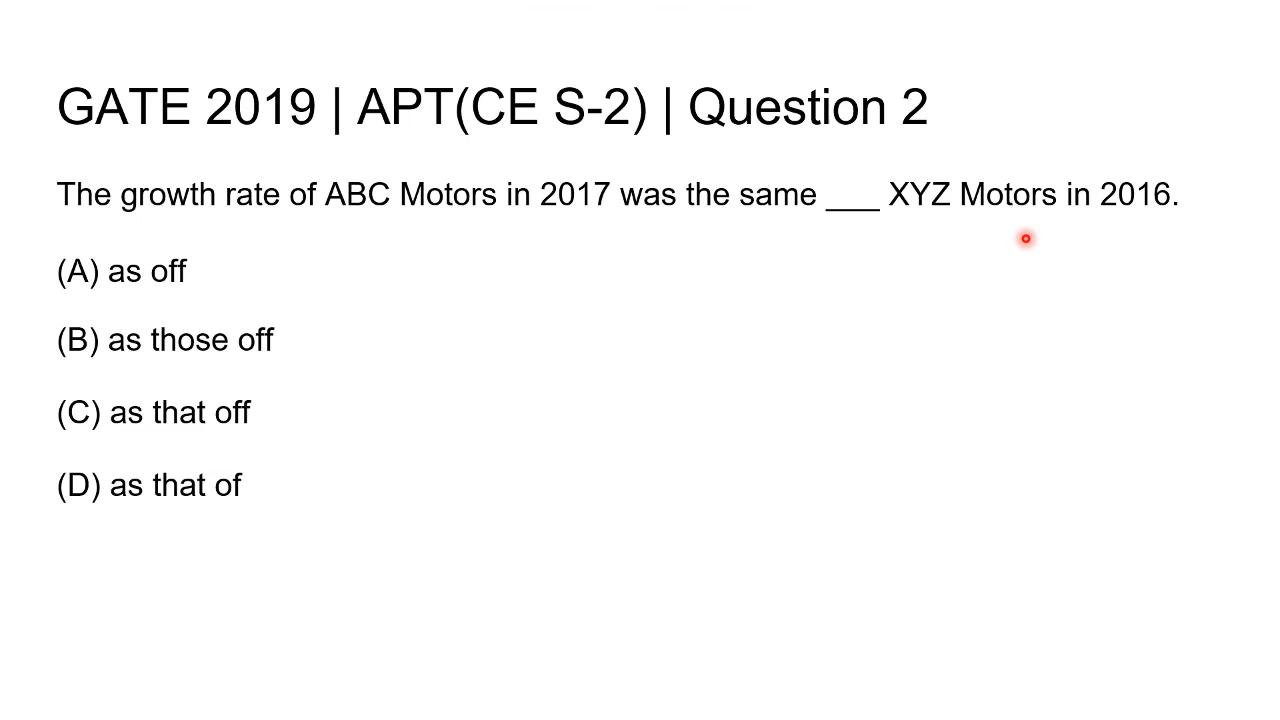 GATE 2019 | APT(CE S-2) | Question 2
The growth rate of ABC Motors in 2017 was the same ___ XYZ Motors in 2016.
(A) as off
(B) as those off
(C) as that off
(D) as that of